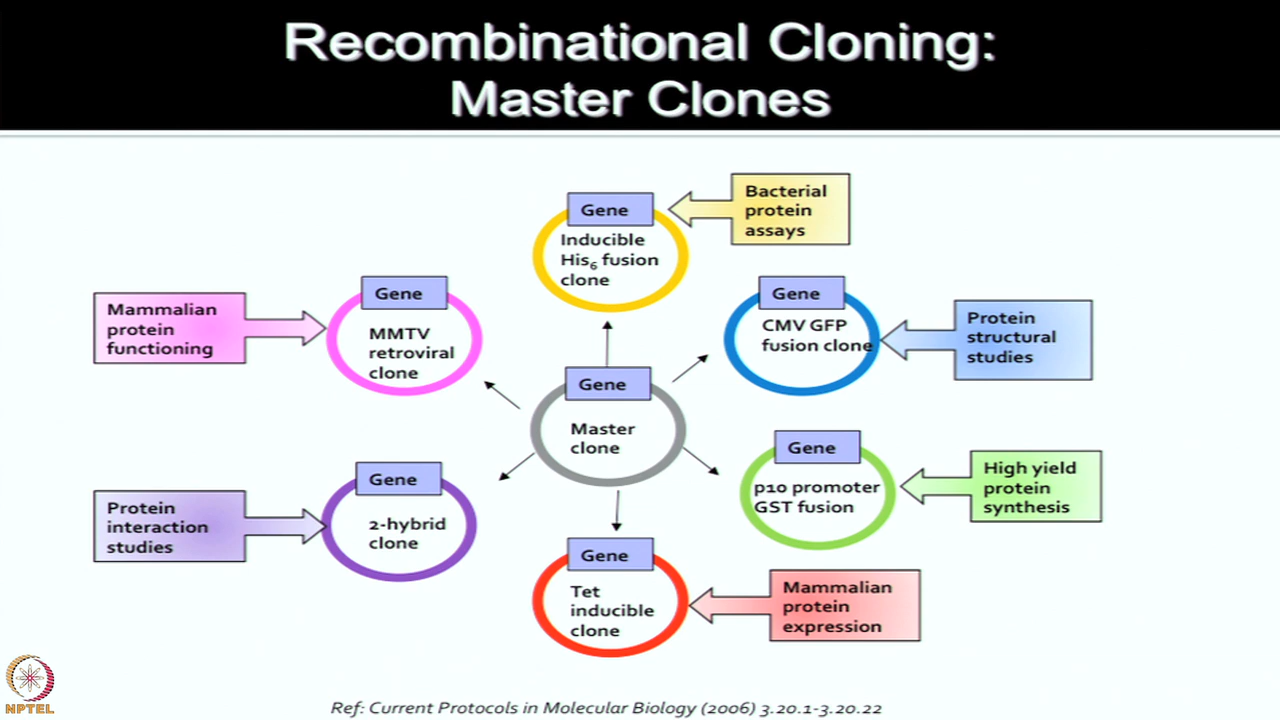 Recombinational Cloning:
Master Clones
Gene
Inducible
His₆ fusion
clone
Bacterial
protein
assays
Mammalian
protein
functioning
Gene
MMTV
retroviral
clone
Gene
CMV GFP
fusion clone
Protein
structural
studies
Gene
Master
clone
Protein
interaction
studies
Gene
2-hybrid
clone
Gene
p10 promoter
GST fusion
High yield
protein
synthesis
Gene
Tet
inducible
clone
Mammalian
protein
expression
NPTEL
Ref: Current Protocols in Molecular Biology (2006) 3.20.1-3.20.22